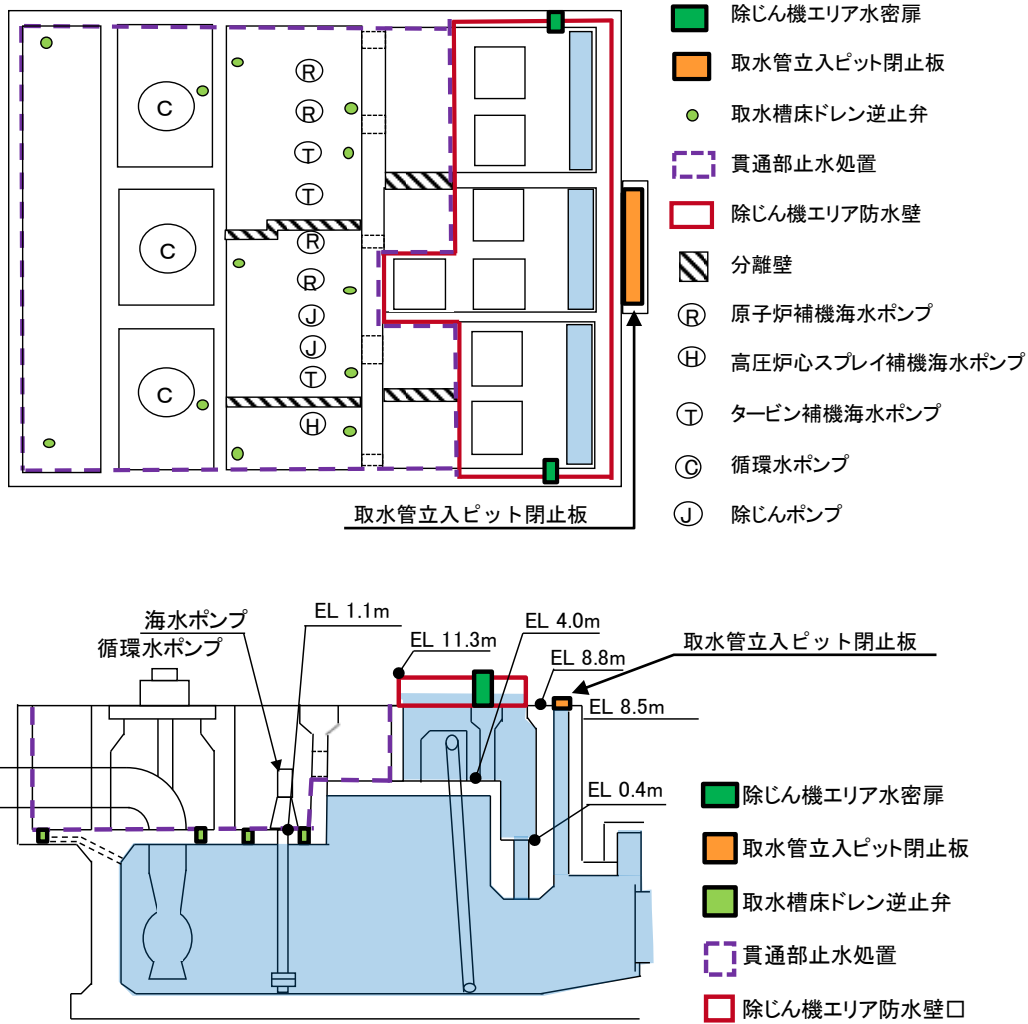 除じん機エリア水密扉
取水管立入ピット閉止板
取水槽床ドレン逆止弁
貫通部止水処置
除じん機エリア防水壁
分離壁
Ⓡ 原子炉補機海水ポンプ
Ⓗ 高圧炉心スプレイ補機海水ポンプ
Ⓣ タービン補機海水ポンプ
Ⓒ 循環水ポンプ
Ⓙ 除じんポンプ
C
C
C
R
R
T
T
R
R
J
J
T
H
取水管立入ピット閉止板
海水ポンプ
循環水ポンプ
EL 1.1m
EL 11.3m
EL 4.0m
EL 8.8m
取水管立入ピット閉止板
EL 8.5m
EL 0.4m
除じん機エリア水密扉
取水管立入ピット閉止板
取水槽床ドレン逆止弁
貫通部止水処置
除じん機エリア防水壁口